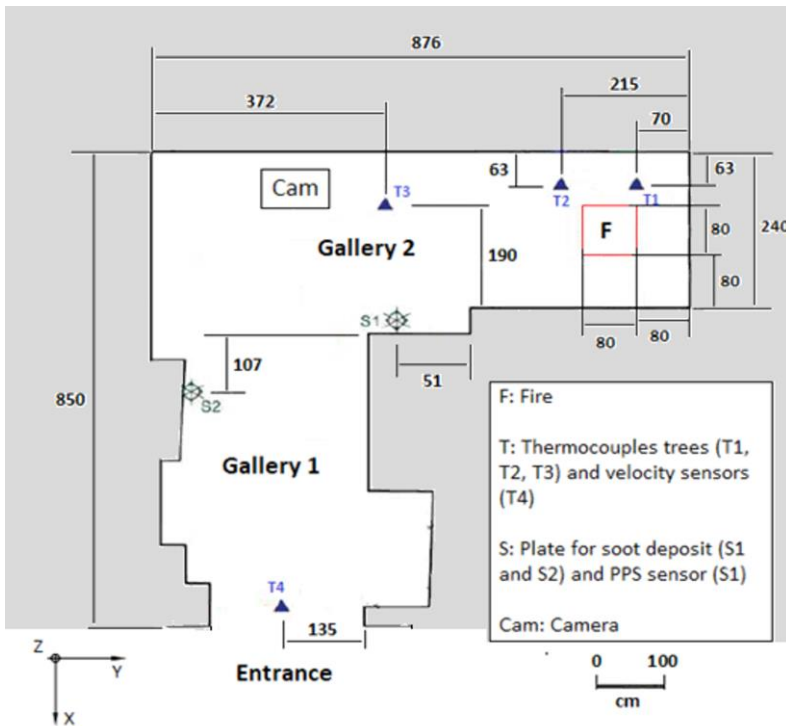 876
372
215
70
63
63
Cam
T3
T2
T1
F
80
240
Gallery 2
190
80
S1
80
80
107
51
850
S2
F: Fire
Gallery 1
T: Thermocouples trees (T1,
T2, T3) and velocity sensors
(T4)
S: Plate for soot deposit (S1
and S2) and PPS sensor (S1)
T4
Cam: Camera
135
Z
Y
X
Entrance
0 100
cm